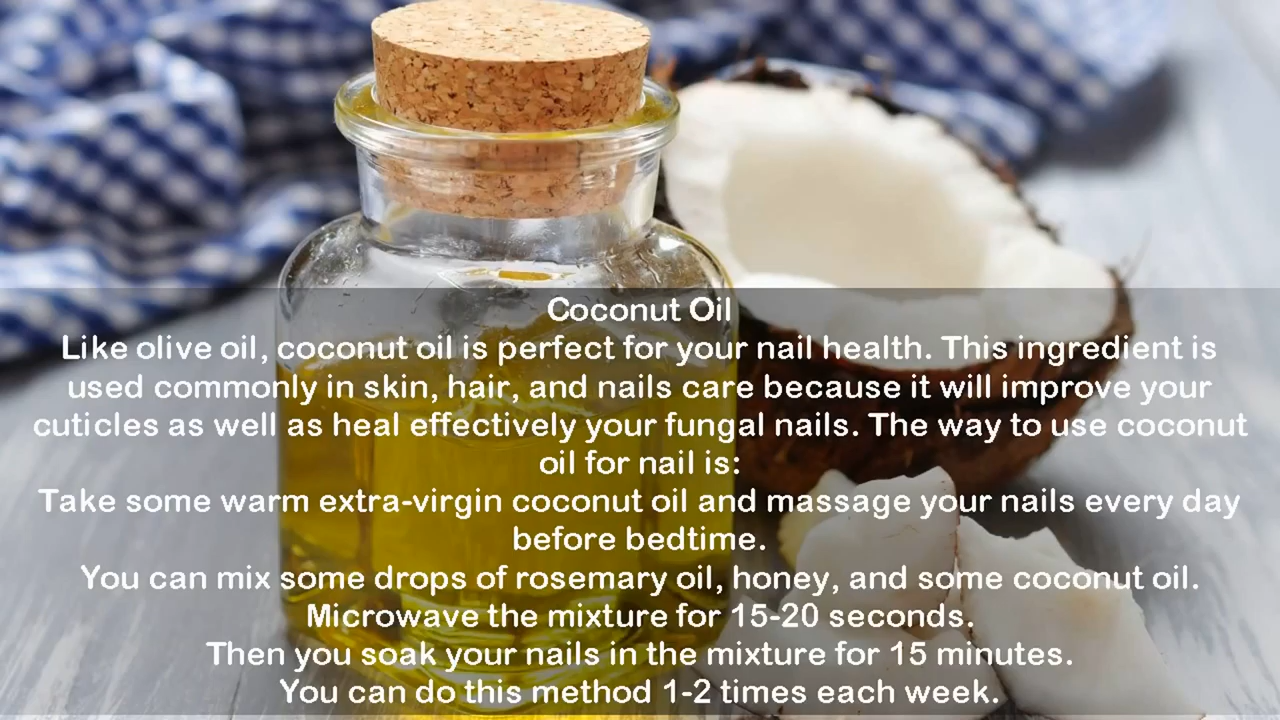 Coconut Oil
Like olive oil, coconut oil is perfect for your nail health. This ingredient is
used commonly in skin, hair, and nails care because it will improve your
cuticles as well as heal effectively your fungal nails. The way to use coconut
oil for nail is:
Take some warm extra-virgin coconut oil and massage your nails every day
before bedtime.
You can mix some drops of rosemary oil, honey, and some coconut oil.
Microwave the mixture for 15-20 seconds.
Then you soak your nails in the mixture for 15 minutes.
You can do this method 1-2 times each week.